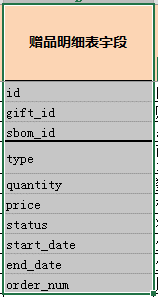 赠品明细表字段
id
gift_id
sbom_id
type
quantity
price
status
start_date
end_date
order_num